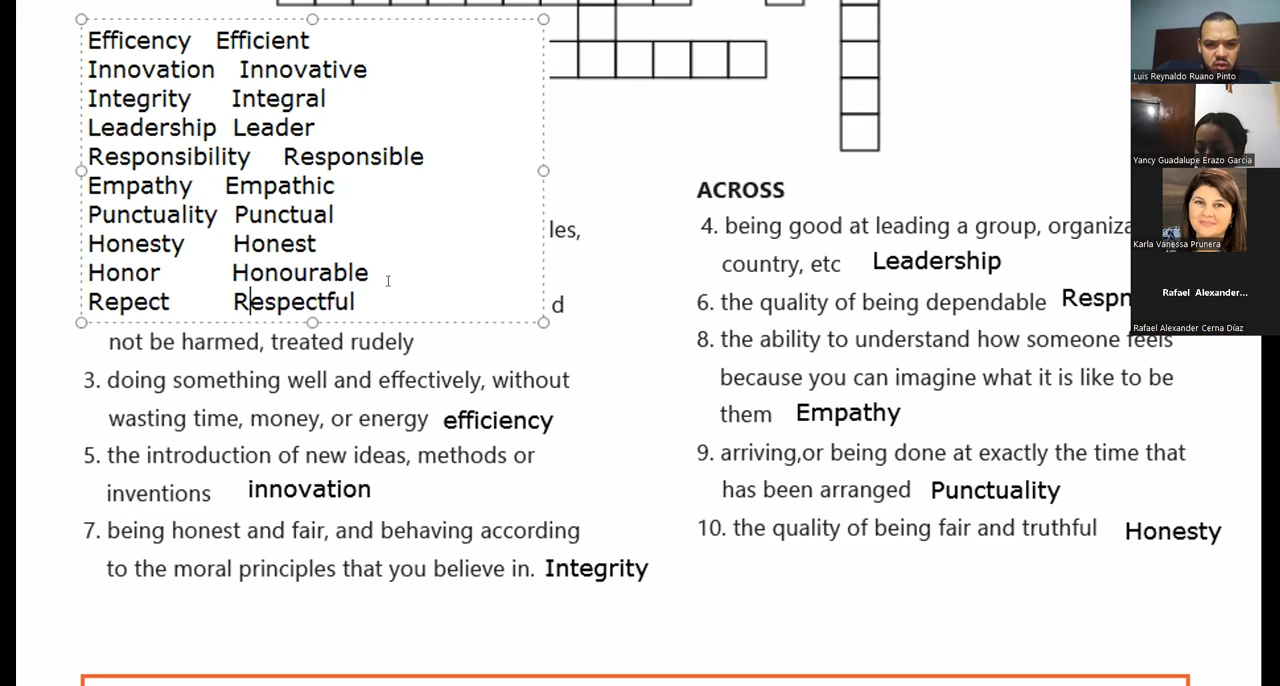 Efficency Efficient
Innovation Innovative
Integrity Integral
Leadership Leader
Responsibility Responsible
Empathy Empathic
Punctuality Punctual
Honesty Honest
Honor Honourable
Repect Respectful
les,
d
not be harmed, treated rudely
3. doing something well and effectively, without
wasting time, money, or energy efficiency
5. the introduction of new ideas, methods or
inventions innovation
7. being honest and fair, and behaving according
to the moral principles that you believe in. Integrity
ACROSS
4. being good at leading a group, organiza
country, etc Leadership
6. the quality of being dependable Respn
8. the ability to understand how someone feels
because you can imagine what it is like to be
them Empathy
9. arriving,or being done at exactly the time that
has been arranged Punctuality
10. the quality of being fair and truthful Honesty
Luis Reynaldo Ruano Pinto
Yancy Guadalupe Erazo Garcia
Karla Vanessa Prunera
Rafael Alexander...
Rafael Alexander Cerna Díaz